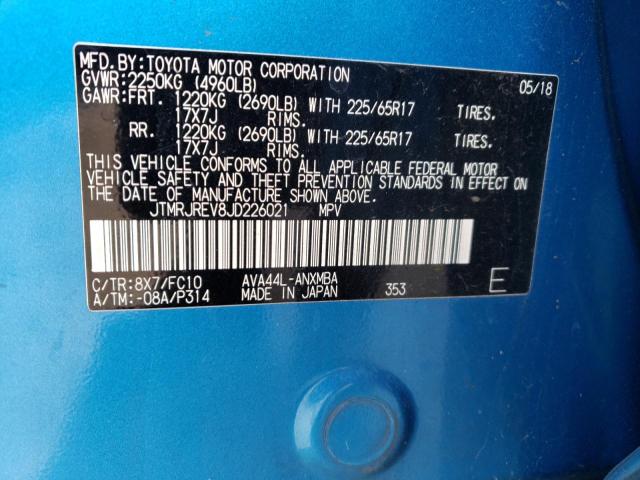 MFD.BY:TOYOTA MOTOR CORPORATION 05/18
GVWR:2250KG (4960LB)
GAWR:FRT. 1220KG (2690LB) WITH 225/65R17 TIRES.
17X7J RIMS.
RR. 1220KG (2690LB) WITH 225/65R17 TIRES.
17X7J RIMS.
THIS VEHICLE CONFORMS TO ALL APPLICABLE FEDERAL MOTOR
VEHICLE SAFETY AND THEFT PREVENTION STANDARDS IN EFFECT ON
THE DATE OF MANUFACTURE SHOWN ABOVE.
JTMRJREV8JD226021 MPV
C/TR:8X7/FC10 AVA44L-ANXMBA
A/TM:-08A/P314 MADE IN JAPAN 353 E